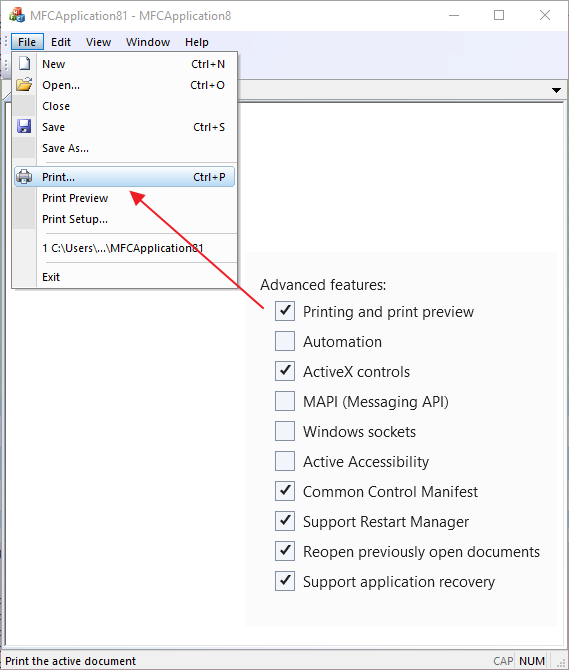 MFCApplication81 - MFCApplication8
File Edit View Window Help
New Ctrl+N
Open... Ctrl+O
Close
Save Ctrl+S
Save As...
Print... Ctrl+P
Print Preview
Print Setup...
1 C:\Users\...\MFCApplication81
Exit
Advanced features:
Printing and print preview
Automation
ActiveX controls
MAPI (Messaging API)
Windows sockets
Active Accessibility
Common Control Manifest
Support Restart Manager
Reopen previously open documents
Support application recovery
Print the active document CAP NUM